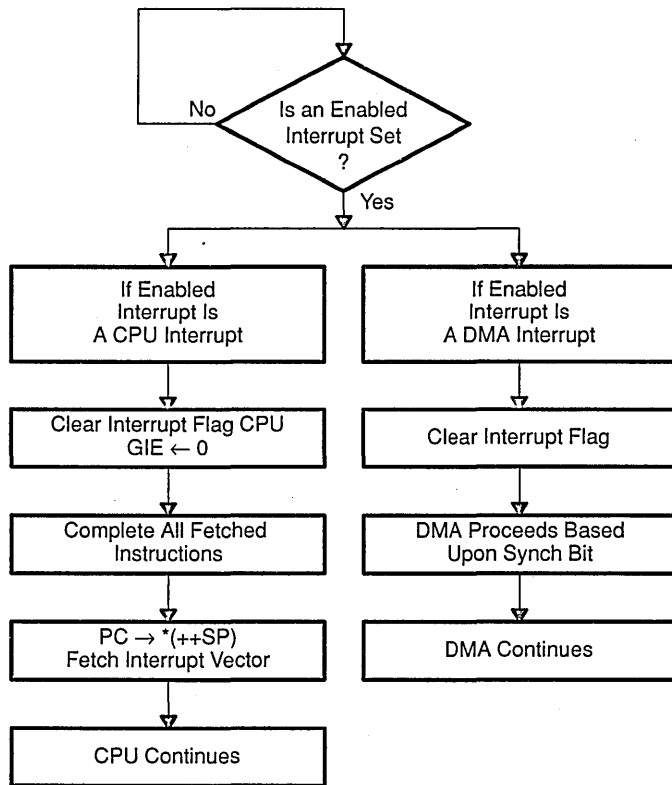 No
Is an Enabled
Interrupt Set
?
Yes
If Enabled
Interrupt Is
A CPU Interrupt
Clear Interrupt Flag CPU
GIE ← 0
Complete All Fetched
Instructions
PC → *(++SP)
Fetch Interrupt Vector
CPU Continues
If Enabled
Interrupt Is
A DMA Interrupt
Clear Interrupt Flag
DMA Proceeds Based
Upon Synch Bit
DMA Continues